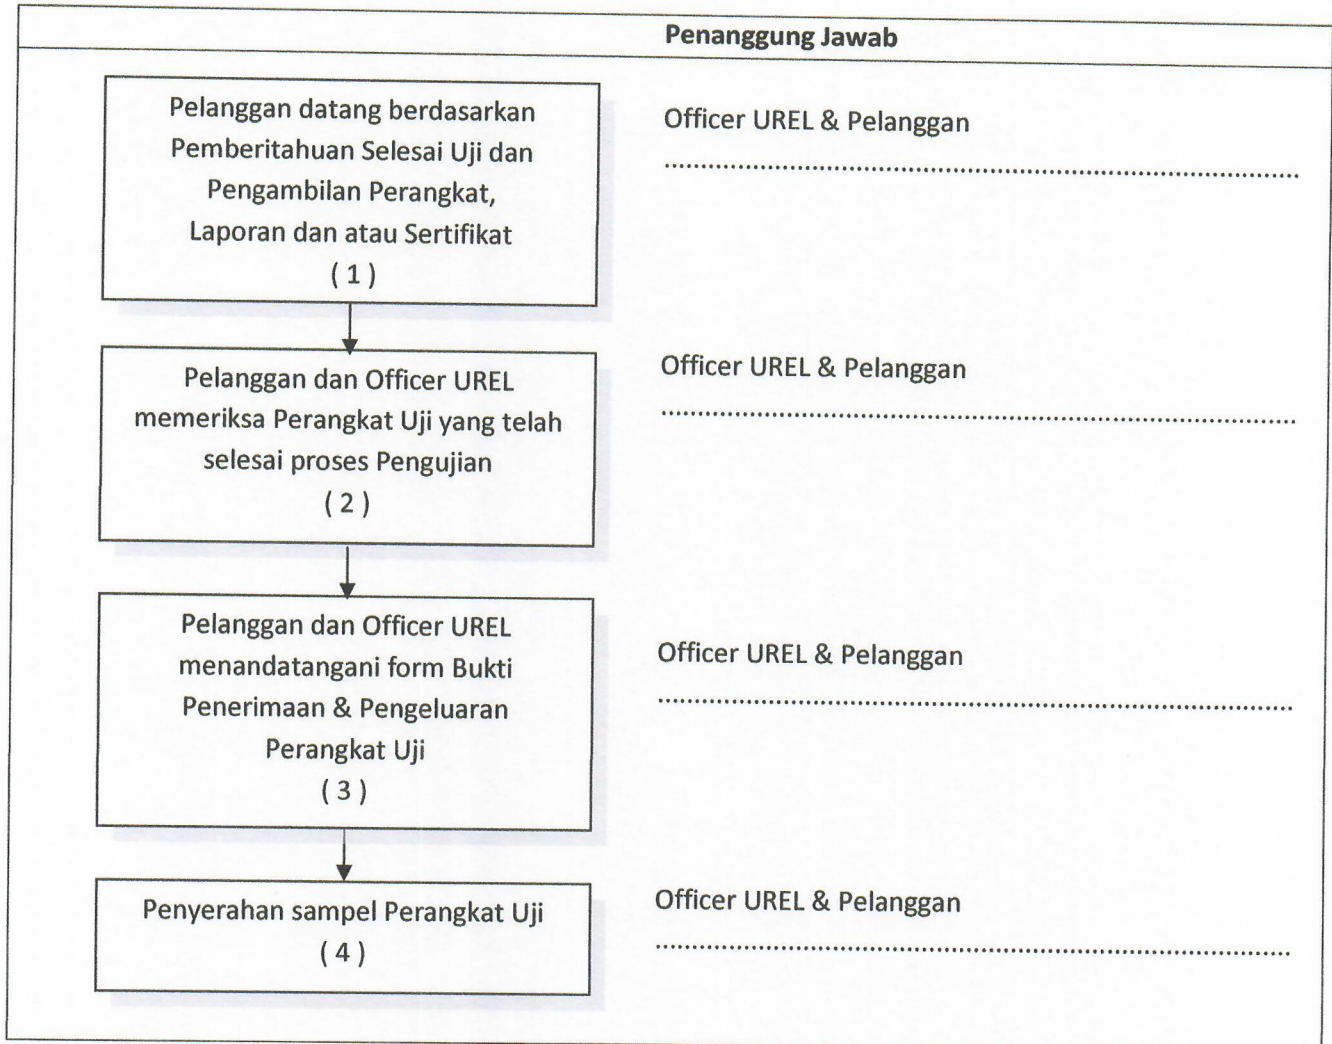 Penanggung Jawab
Pelanggan datang berdasarkan
Pemberitahuan Selesai Uji dan
Pengambilan Perangkat,
Laporan dan atau Sertifikat
( 1 )
Officer UREL & Pelanggan
................................................................................
Pelanggan dan Officer UREL
memeriksa Perangkat Uji yang telah
selesai proses Pengujian
( 2 )
Officer UREL & Pelanggan
................................................................................
Pelanggan dan Officer UREL
menandatangani form Bukti
Penerimaan & Pengeluaran
Perangkat Uji
( 3 )
Officer UREL & Pelanggan
................................................................................
Penyerahan sampel Perangkat Uji
( 4 )
Officer UREL & Pelanggan
................................................................................